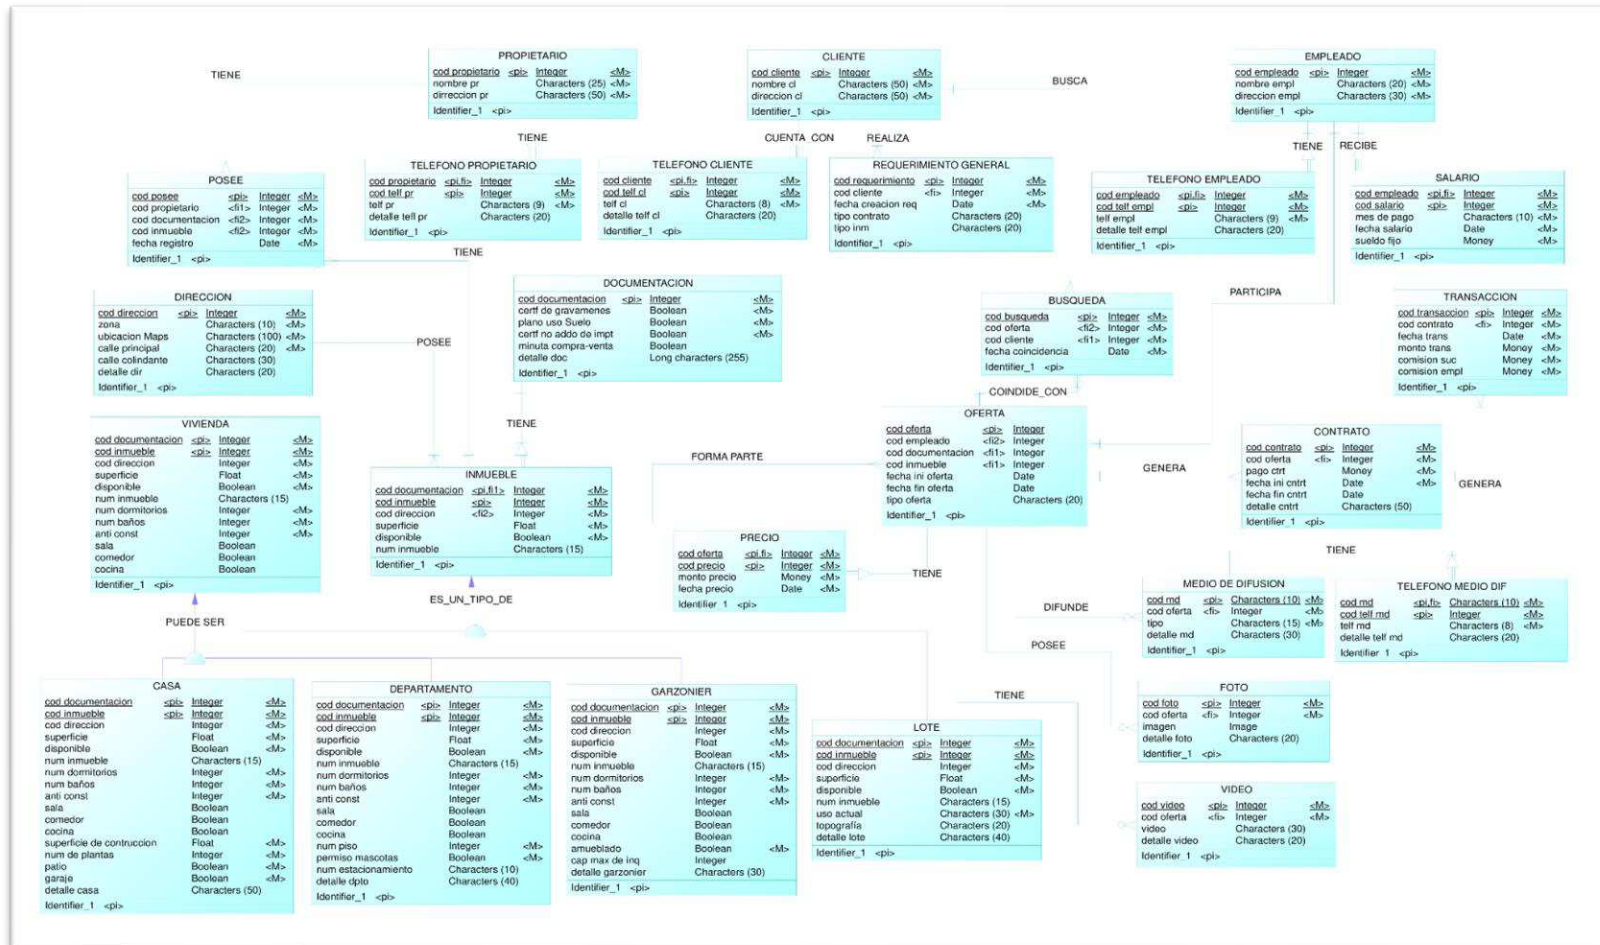 PROPIETARIO
cod propietario <pi> Integer <M>
nombre pr Characters (25) <M>
dirreccion pr Characters (50) <M>
Identifier_1 <pi>
CLIENTE
cod cliente <pi> Integer <M>
nombre cl Characters (50) <M>
direccion cl Characters (50) <M>
Identifier_1 <pi>
EMPLEADO
cod empleado <pi> Integer <M>
nombre empl Characters (20) <M>
direccion empl Characters (30) <M>
Identifier_1 <pi>
TIENE
BUSCA
TIENE
CUENTA_CON
REALIZA
TIENE
RECIBE
POSEE
cod posee <pi> Integer <M>
cod propietario <fi1> Integer <M>
cod documentacion <fi2> Integer <M>
cod inmueble <fi2> Integer <M>
fecha registro Date <M>
Identifier_1 <pi>
TELEFONO PROPIETARIO
cod propietario <pi,fi> Integer <M>
cod telf pr <pi> Integer <M>
telf pr Characters (9) <M>
detalle telf pr Characters (20)
Identifier_1 <pi>
TELEFONO CLIENTE
cod cliente <pi,fi> Integer <M>
cod telf cl <pi> Integer <M>
telf cl Characters (8) <M>
detalle telf cl Characters (20)
Identifier_1 <pi>
REQUERIMIENTO GENERAL
cod requerimiento <pi> Integer <M>
cod cliente <fi> Integer <M>
fecha creacion req Date <M>
tipo contrato Characters (20)
tipo inm Characters (20)
Identifier_1 <pi>
TELEFONO EMPLEADO
cod empleado <pi,fi> Integer <M>
cod telf empl <pi> Integer <M>
telf empl Characters (9) <M>
detalle telf empl Characters (20)
Identifier_1 <pi>
SALARIO
cod empleado <pi,fi> Integer <M>
cod salario <pi> Integer <M>
mes de pago Characters (10) <M>
fecha salario Date <M>
sueldo fijo Money <M>
Identifier_1 <pi>
TIENE
DIRECCION
cod direccion <pi> Integer <M>
zona Characters (10) <M>
ubicacion Maps Characters (100) <M>
calle principal Characters (20) <M>
calle colindante Characters (30)
detalle dir Characters (20)
Identifier_1 <pi>
POSEE
DOCUMENTACION
cod documentacion <pi> Integer <M>
certf de gravamenes Boolean <M>
plano uso Suelo Boolean <M>
certf no addo de impt Boolean <M>
minuta compra-venta Boolean
detalle doc Long characters (255)
Identifier_1 <pi>
PARTICIPA
BUSQUEDA
cod busqueda <pi> Integer <M>
cod oferta <fi2> Integer <M>
cod cliente <fi1> Integer <M>
fecha coincidencia Date <M>
Identifier_1 <pi>
TRANSACCION
cod transaccion <pi> Integer <M>
cod contrato <fi> Integer <M>
fecha trans Date <M>
monto trans Money <M>
comision suc Money <M>
comision empl Money <M>
Identifier_1 <pi>
COINDIDE_CON
VIVIENDA
cod documentacion <pi> Integer <M>
cod inmueble <pi> Integer <M>
cod direccion Integer <M>
superficie Float <M>
disponible Boolean <M>
num inmueble Characters (15)
num dormitorios Integer <M>
num baños Integer <M>
anti const Integer <M>
sala Boolean
comedor Boolean
cocina Boolean
Identifier_1 <pi>
TIENE
INMUEBLE
cod documentacion <pi,fi1> Integer <M>
cod inmueble <pi> Integer <M>
cod direccion <fi2> Integer <M>
superficie Float <M>
disponible Boolean <M>
num inmueble Characters (15)
Identifier_1 <pi>
FORMA PARTE
OFERTA
cod oferta <pi> Integer
cod empleado <fi2> Integer
cod documentacion <fi1> Integer
cod inmueble <fi1> Integer
fecha ini oferta Date
fecha fin oferta Date
tipo oferta Characters (20)
Identifier_1 <pi>
GENERA
CONTRATO
cod contrato <pi> Integer <M>
cod oferta <fi> Integer <M>
pago ctrt Money <M>
fecha ini cntrt Date <M>
fecha fin cntrt Date
detalle cntrt Characters (50)
Identifier_1 <pi>
GENERA
PRECIO
cod oferta <pi,fi> Integer <M>
cod precio <pi> Integer <M>
monto precio Money <M>
fecha precio Date <M>
Identifier_1 <pi>
TIENE
TIENE
ES_UN_TIPO_DE
PUEDE SER
DIFUNDE
MEDIO DE DIFUSION
cod md <pi> Characters (10) <M>
cod oferta <fi> Integer <M>
tipo Characters (15) <M>
detalle md Characters (30)
Identifier_1 <pi>
TELEFONO MEDIO DIF
cod md <pi,fi> Characters (10) <M>
cod telf md <pi> Integer <M>
telf md Characters (8) <M>
detalle telf md Characters (20)
Identifier_1 <pi>
POSEE
TIENE
CASA
cod documentacion <pi> Integer <M>
cod inmueble <pi> Integer <M>
cod direccion Integer <M>
superficie Float <M>
disponible Boolean <M>
num inmueble Characters (15)
num dormitorios Integer <M>
num baños Integer <M>
anti const Integer <M>
sala Boolean
comedor Boolean
cocina Boolean
superficie de contruccion Float <M>
num de plantas Integer <M>
patio Boolean <M>
garaje Boolean <M>
detalle casa Characters (50)
Identifier_1 <pi>
DEPARTAMENTO
cod documentacion <pi> Integer <M>
cod inmueble <pi> Integer <M>
cod direccion Integer <M>
superficie Float <M>
disponible Boolean <M>
num inmueble Characters (15)
num dormitorios Integer <M>
num baños Integer <M>
anti const Integer <M>
sala Boolean
comedor Boolean
cocina Boolean
num piso Integer <M>
permiso mascotas Boolean <M>
num estacionamiento Characters (10)
detalle dpto Characters (40)
Identifier_1 <pi>
GARZONIER
cod documentacion <pi> Integer <M>
cod inmueble <pi> Integer <M>
cod direccion Integer <M>
superficie Float <M>
disponible Boolean <M>
num inmueble Characters (15)
num dormitorios Integer <M>
num baños Integer <M>
anti const Integer <M>
sala Boolean
comedor Boolean
cocina Boolean
amueblado Boolean <M>
cap max de inq Integer
detalle garzonier Characters (30)
Identifier_1 <pi>
LOTE
cod documentacion <pi> Integer <M>
cod inmueble <pi> Integer <M>
cod direccion Integer <M>
superficie Float <M>
disponible Boolean <M>
num inmueble Characters (15)
uso actual Characters (30) <M>
topografía Characters (20)
detalle lote Characters (40)
Identifier_1 <pi>
FOTO
cod foto <pi> Integer <M>
cod oferta <fi> Integer <M>
imagen Image
detalle foto Characters (20)
Identifier_1 <pi>
VIDEO
cod video <pi> Integer <M>
cod oferta <fi> Integer <M>
video Characters (30)
detalle video Characters (20)
Identifier_1 <pi>